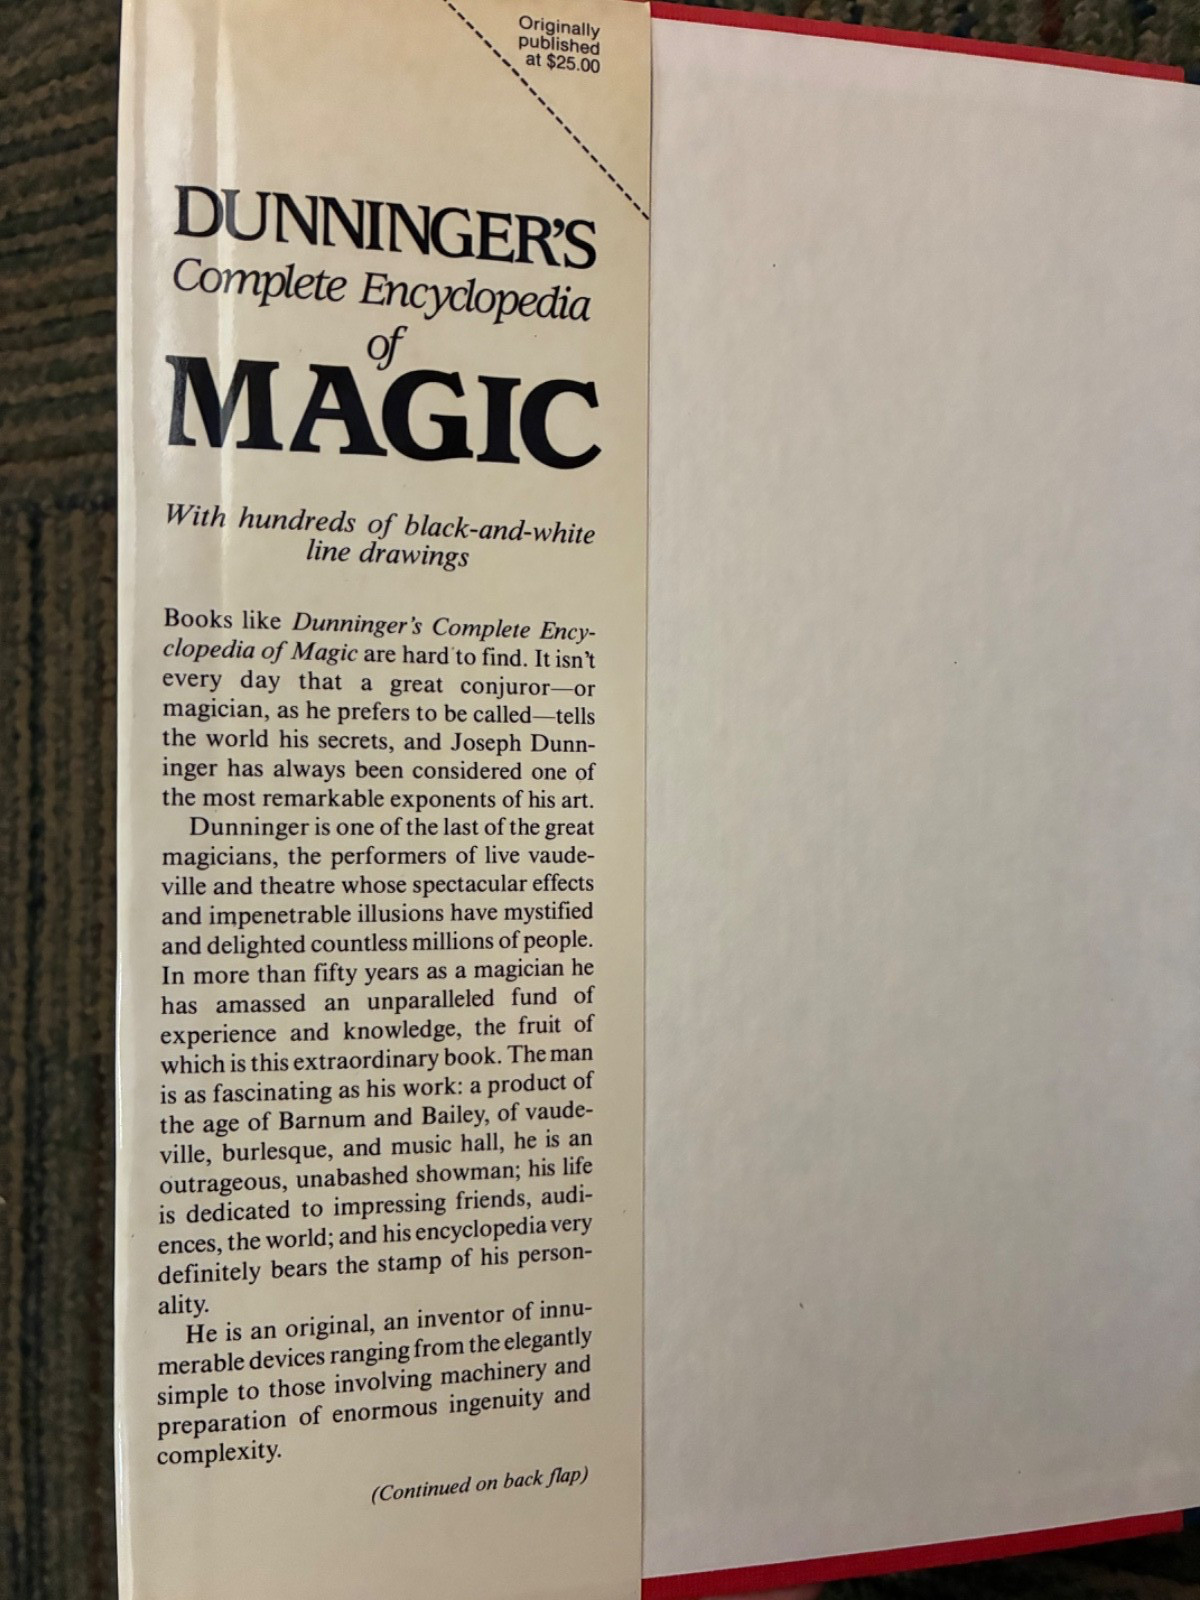 Originally
published
at $25.00
DUNNINGER'S
Complete Encyclopedia
of
MAGIC
With hundreds of black-and-white
line drawings
Books like Dunninger's Complete Ency-
clopedia of Magic are hard to find. It isn't
every day that a great conjuror—or
magician, as he prefers to be called—tells
the world his secrets, and Joseph Dunn-
inger has always been considered one of
the most remarkable exponents of his art.
Dunninger is one of the last of the great
magicians, the performers of live vaude-
ville and theatre whose spectacular effects
and impenetrable illusions have mystified
and delighted countless millions of people.
In more than fifty years as a magician he
has amassed an unparalleled fund of
experience and knowledge, the fruit of
which is this extraordinary book. The man
is as fascinating as his work: a product of
the age of Barnum and Bailey, of vaude-
ville, burlesque, and music hall, he is an
outrageous, unabashed showman; his life
is dedicated to impressing friends, audi-
ences, the world; and his encyclopedia very
definitely bears the stamp of his person-
ality.
He is an original, an inventor of innu-
merable devices ranging from the elegantly
simple to those involving machinery and
preparation of enormous ingenuity and
complexity.
(Continued on back flap)